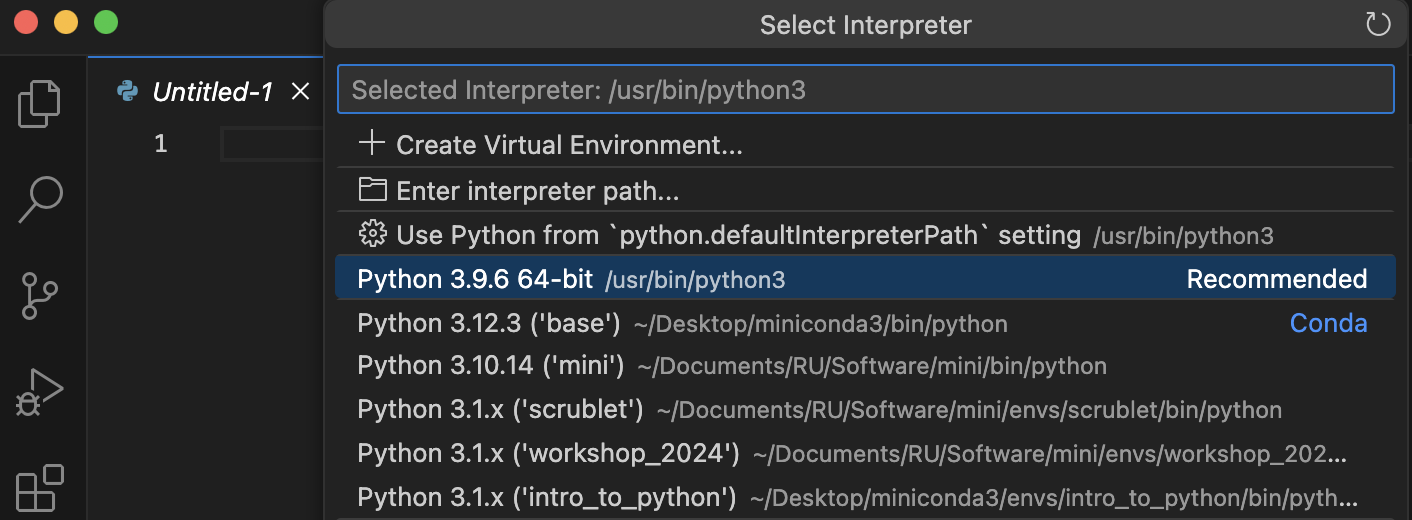 Select Interpreter
Untitled-1
1
Selected Interpreter: /usr/bin/python3
Create Virtual Environment...
Enter interpreter path...
Use Python from `python.defaultInterpreterPath` setting /usr/bin/python3
Python 3.9.6 64-bit /usr/bin/python3 Recommended
Python 3.12.3 ('base') ~/Desktop/miniconda3/bin/python Conda
Python 3.10.14 ('mini') ~/Documents/RU/Software/mini/bin/python
Python 3.1.x ('scrublet') ~/Documents/RU/Software/mini/envs/scrublet/bin/python
Python 3.1.x ('workshop_2024') ~/Documents/RU/Software/mini/envs/workshop_202...
Python 3.1.x ('intro_to_python') ~/Desktop/miniconda3/envs/intro_to_python/bin/pyth...